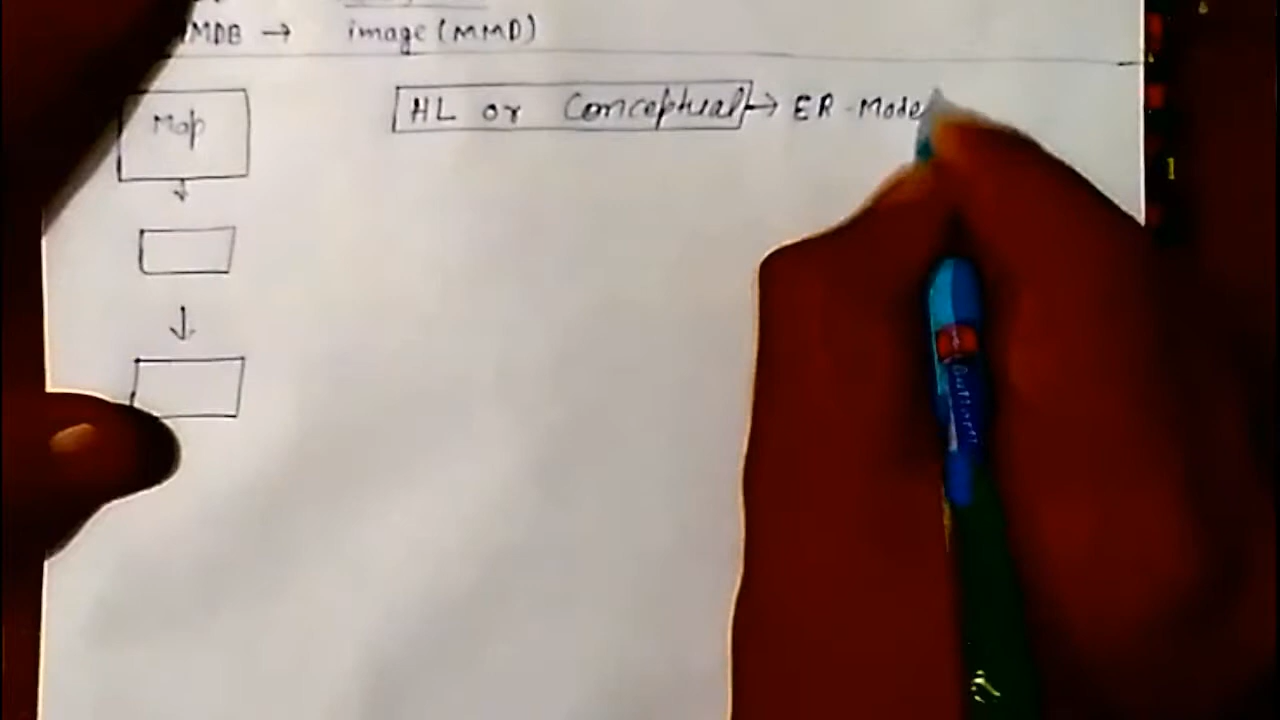 MDB → image (MMD)
Map
HL or Conceptual → ER-Mode